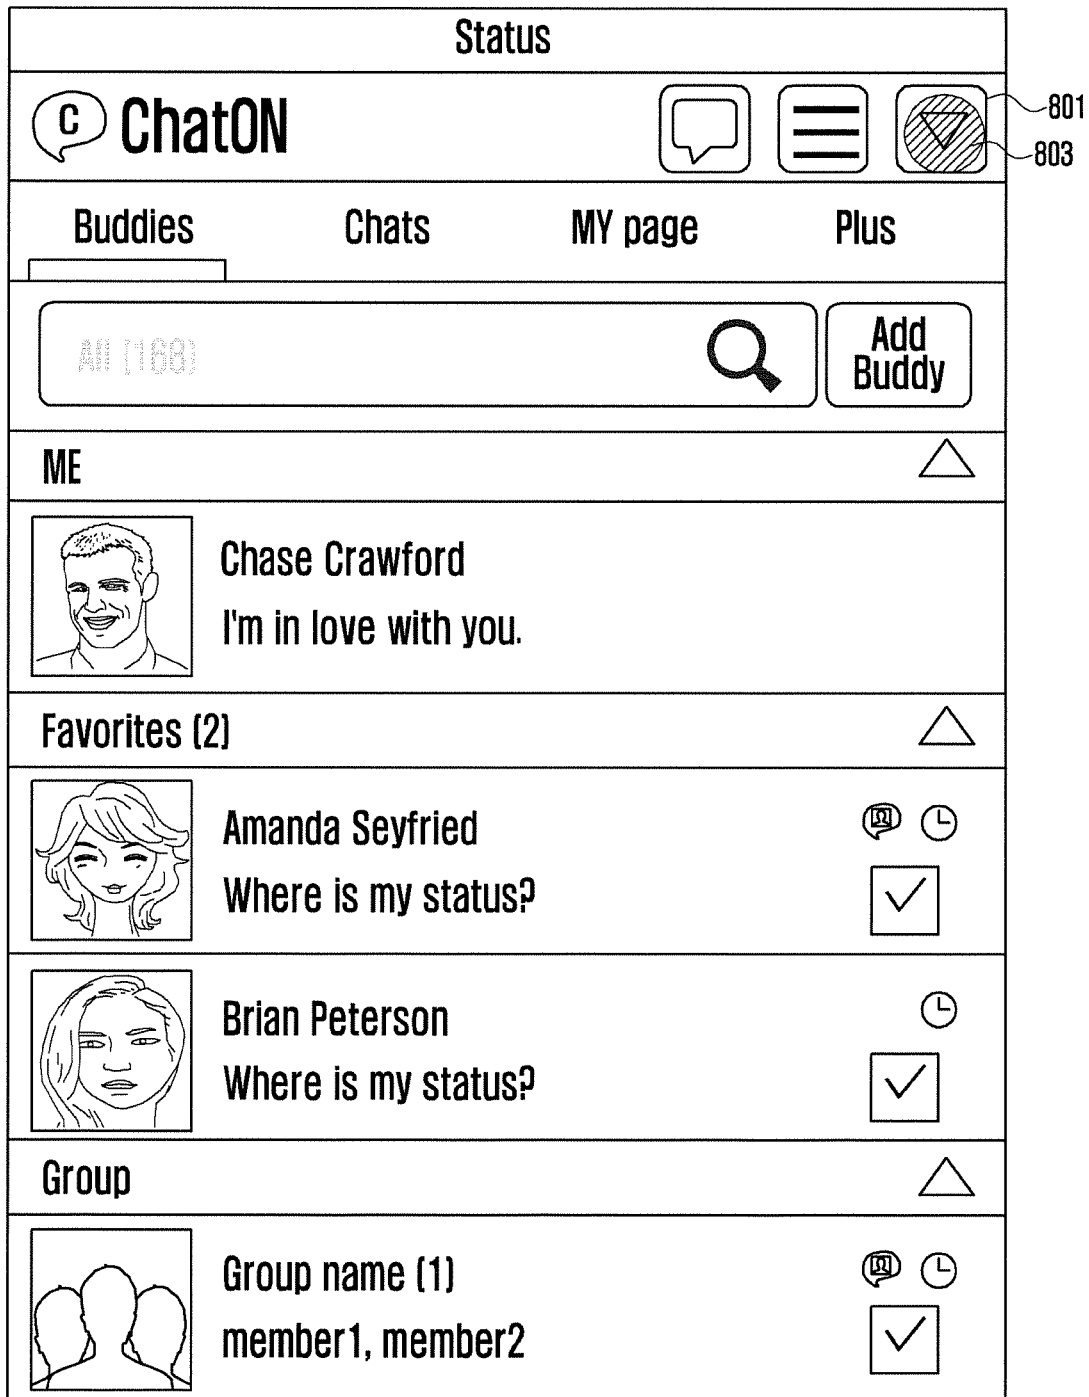 Status
C ChatON
801
803
Buddies Chats MY page Plus
All (168)
Add
Buddy
ME
Chase Crawford
I'm in love with you.
Favorites (2)
Amanda Seyfried
Where is my status?
Brian Peterson
Where is my status?
Group
Group name (1)
member1, member2